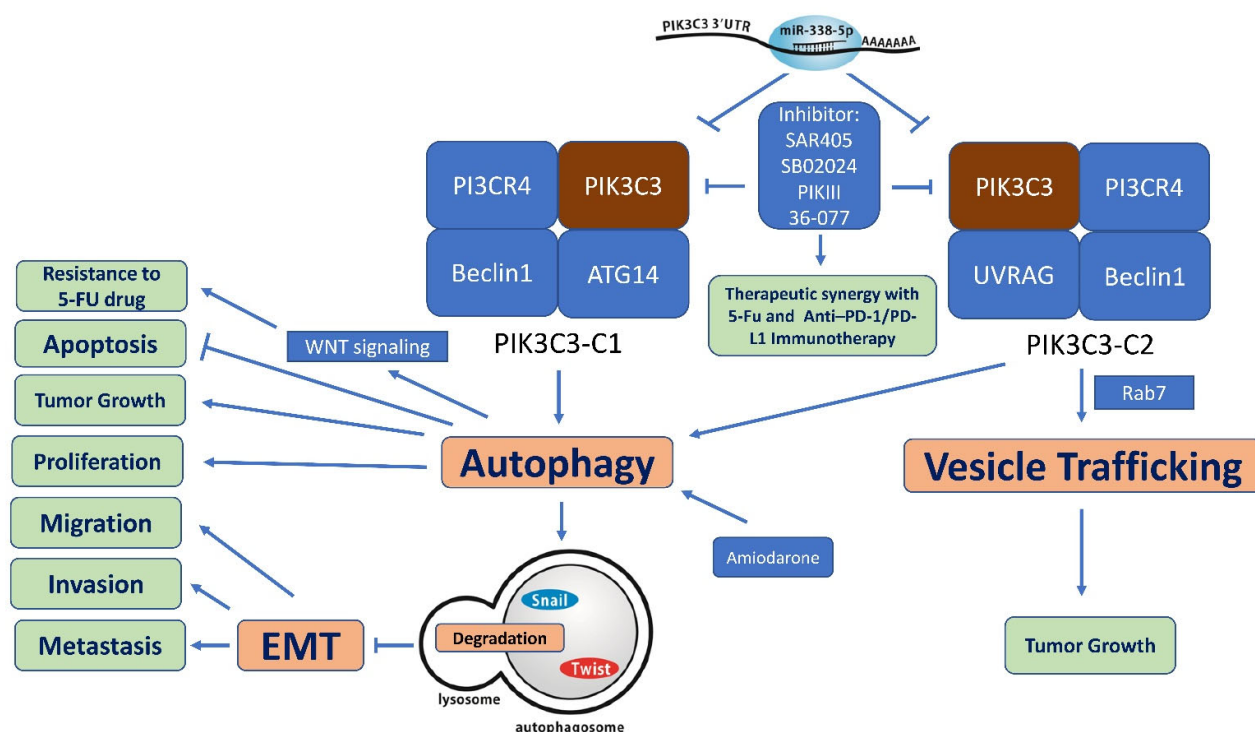 PIK3C3 3'UTR
miR-338-5p
AAAAAAA
Inhibitor:
SAR405
SB02024
PIKIII
36-077
PI3CR4
PIK3C3
Beclin1
ATG14
PIK3C3-C1
PIK3C3
PI3CR4
UVRAG
Beclin1
PIK3C3-C2
Therapeutic synergy with
5-Fu and Anti–PD-1/PD-
L1 Immunotherapy
Resistance to
5-FU drug
WNT signaling
Apoptosis
Tumor Growth
Proliferation
Migration
Invasion
Metastasis
Autophagy
Rab7
Vesicle Trafficking
Amiodarone
EMT
Snail
Degradation
Twist
lysosome
autophagosome
Tumor Growth